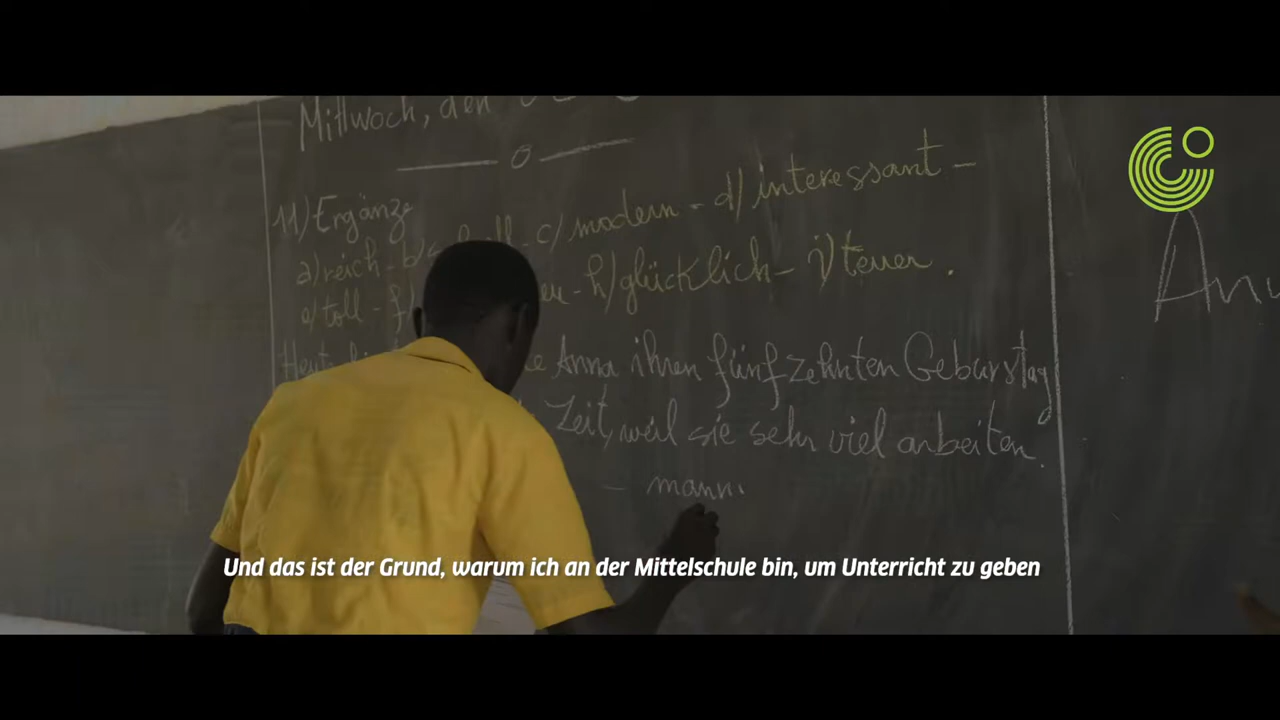 Mittwoch, den
11) Ergänze
a) reich - b) - c) modern - d) interessant -
e) toll - f) - h) glücklich - i) teuer.
Anna ihren fünfzehnten Geburstag
Zeit, weil sie sehr viel arbeiten.
- mann.
Und das ist der Grund, warum ich an der Mittelschule bin, um Unterricht zu geben